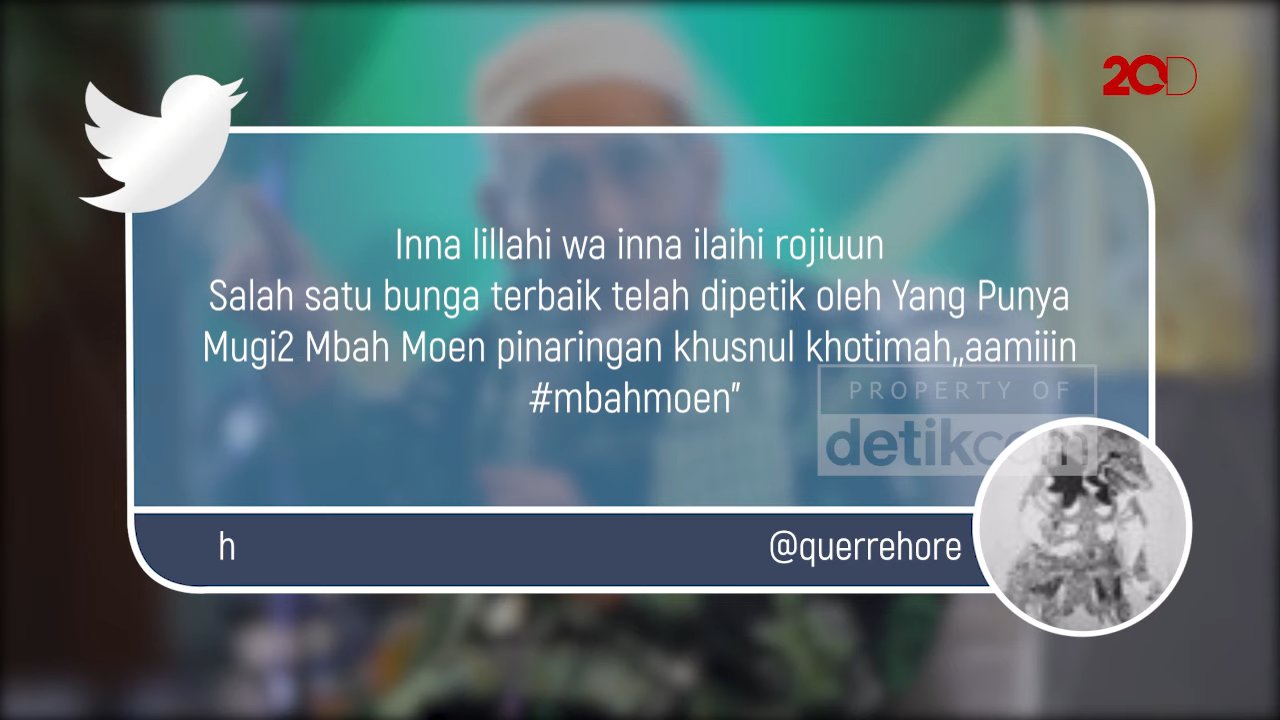 20D
Inna lillahi wa inna ilaihi rojiuun
Salah satu bunga terbaik telah dipetik oleh Yang Punya
Mugi2 Mbah Moen pinaringan khusnul khotimah,,aamiiin
#mbahmoen”
PROPERTY OF
detikcom
h
@querrehore